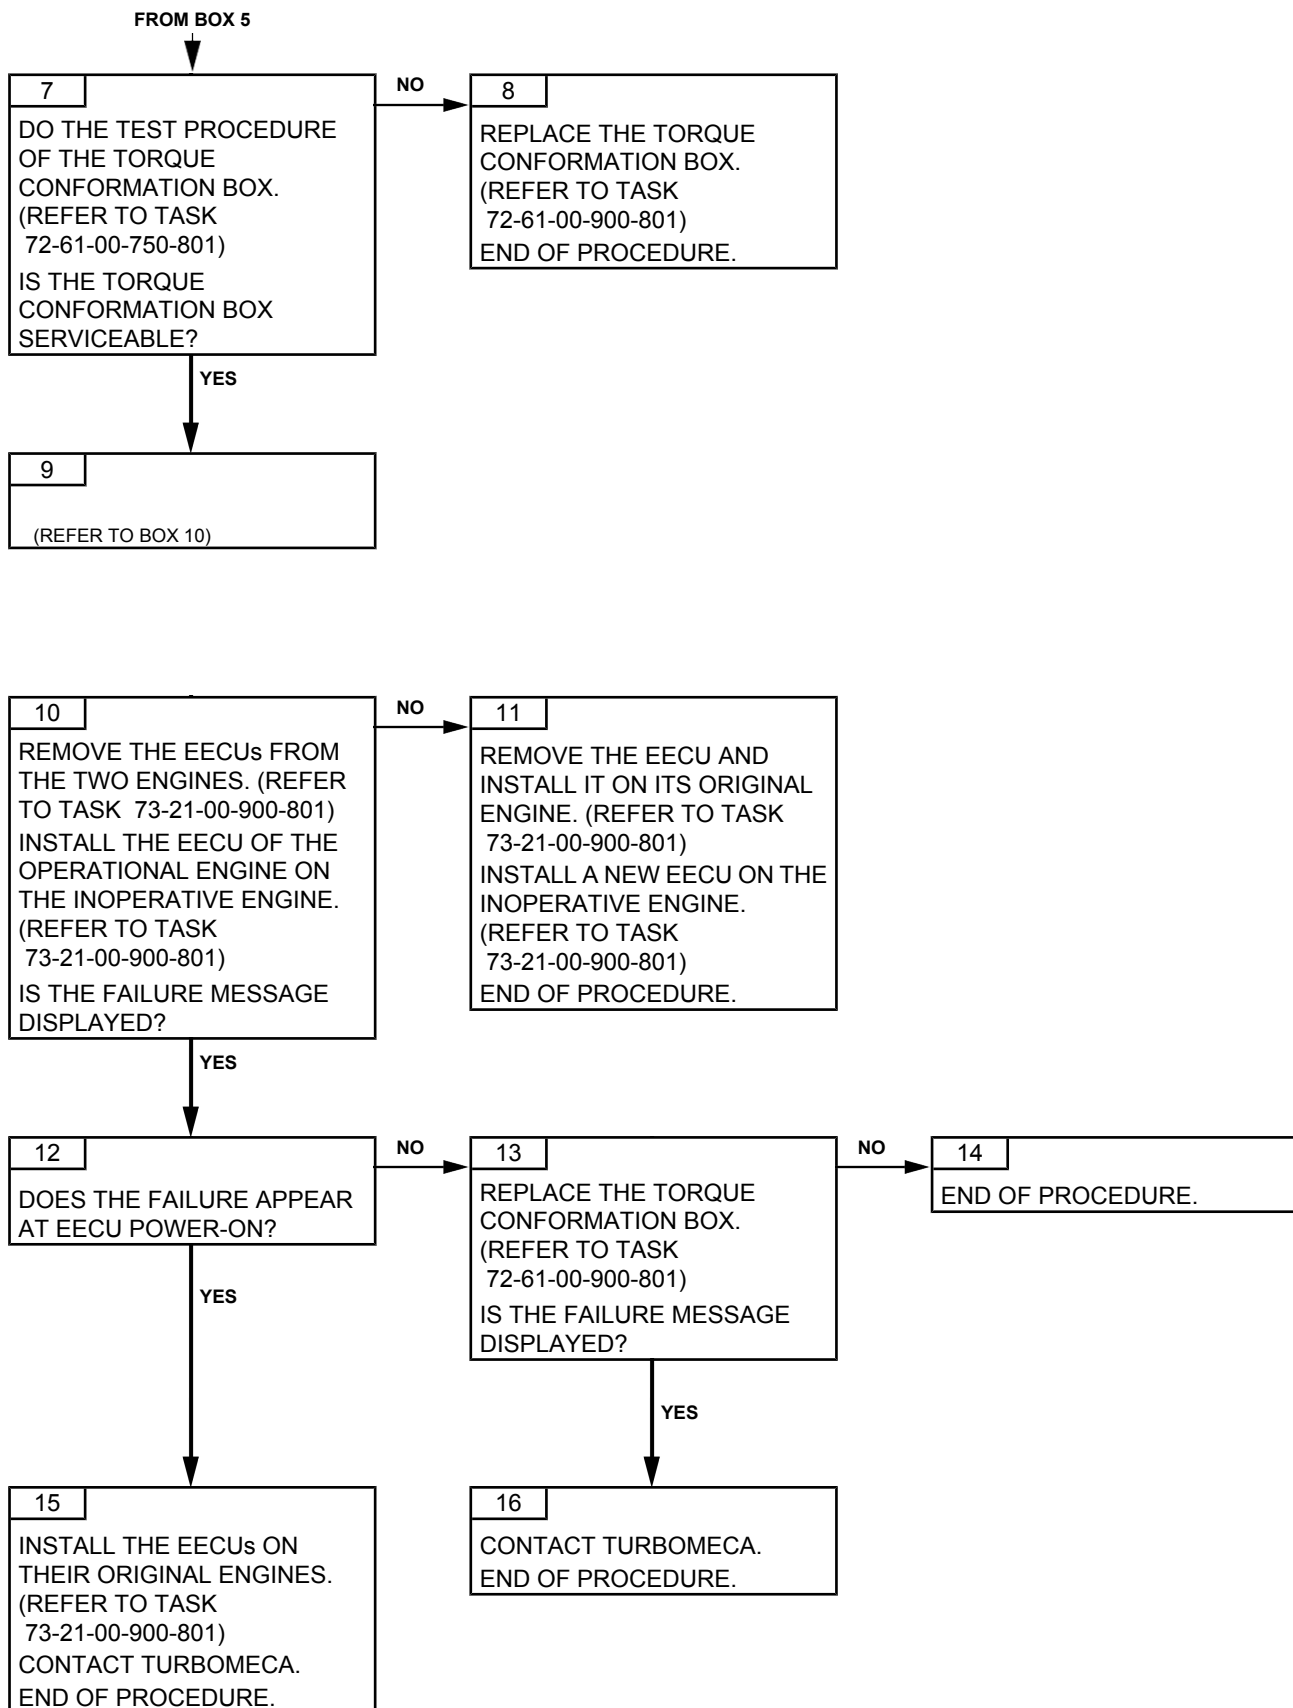 FROM BOX 5
7
DO THE TEST PROCEDURE
OF THE TORQUE
CONFORMATION BOX.
(REFER TO TASK
72-61-00-750-801)
IS THE TORQUE
CONFORMATION BOX
SERVICEABLE?
NO
8
REPLACE THE TORQUE
CONFORMATION BOX.
(REFER TO TASK
72-61-00-900-801)
END OF PROCEDURE.
YES
9
(REFER TO BOX 10)
10
REMOVE THE EECUs FROM
THE TWO ENGINES. (REFER
TO TASK 73-21-00-900-801)
INSTALL THE EECU OF THE
OPERATIONAL ENGINE ON
THE INOPERATIVE ENGINE.
(REFER TO TASK
73-21-00-900-801)
IS THE FAILURE MESSAGE
DISPLAYED?
NO
11
REMOVE THE EECU AND
INSTALL IT ON ITS ORIGINAL
ENGINE. (REFER TO TASK
73-21-00-900-801)
INSTALL A NEW EECU ON THE
INOPERATIVE ENGINE.
(REFER TO TASK
73-21-00-900-801)
END OF PROCEDURE.
YES
12
DOES THE FAILURE APPEAR
AT EECU POWER-ON?
NO
13
REPLACE THE TORQUE
CONFORMATION BOX.
(REFER TO TASK
72-61-00-900-801)
IS THE FAILURE MESSAGE
DISPLAYED?
NO
14
END OF PROCEDURE.
YES
YES
15
INSTALL THE EECUs ON
THEIR ORIGINAL ENGINES.
(REFER TO TASK
73-21-00-900-801)
CONTACT TURBOMECA.
END OF PROCEDURE.
16
CONTACT TURBOMECA.
END OF PROCEDURE.